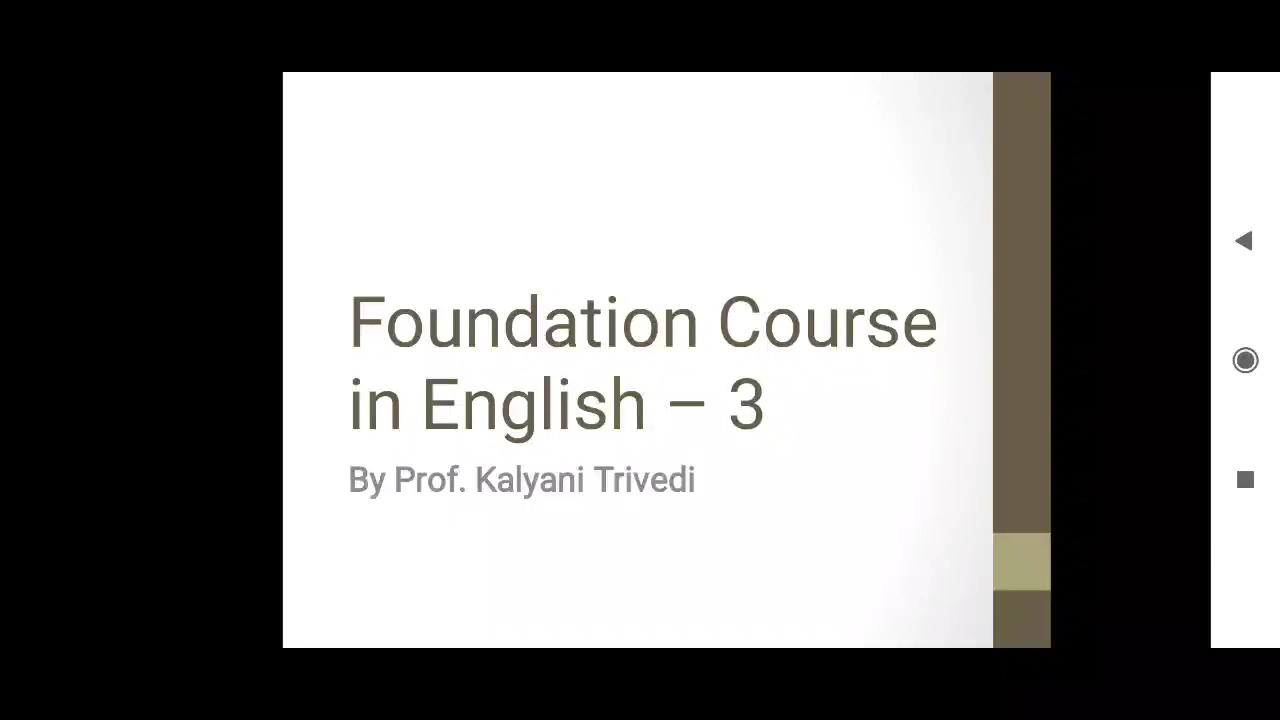 Foundation Course
in English – 3
By Prof. Kalyani Trivedi